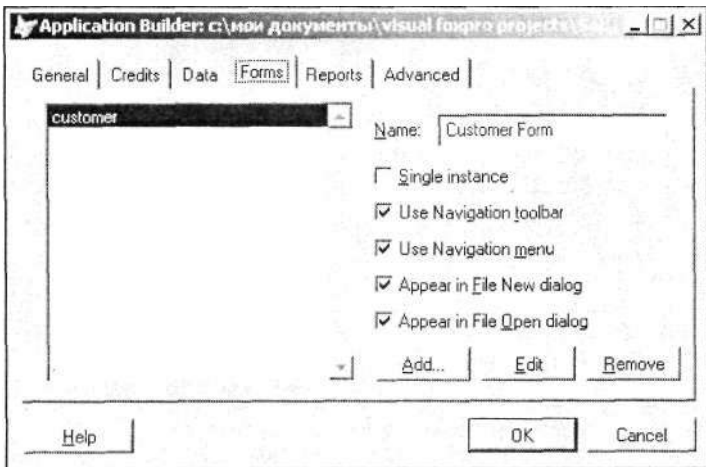 Application Builder: c:\мои документы\visual foxpro projects\
General Credits Data Forms Reports Advanced
customer
Name: Customer Form
Single instance
Use Navigation toolbar
Use Navigation menu
Appear in File New dialog
Appear in File Open dialog
Add... Edit Remove
Help OK Cancel